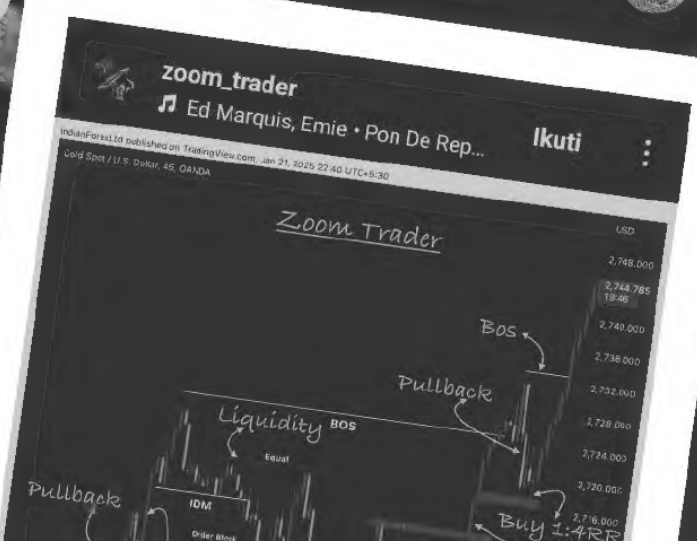 zoom_trader
Ed Marquis, Emie • Pon De Rep...
Ikuti
IndianForexLtd published on TradingView.com, Jan 21, 2025 22:40 UTC+5:30
Gold Spot / U.S. Dollar, 45, OANDA
USD
Zoom Trader
2,748.000
2,744.785
19:46
2,740.000
BOS
2,736.000
Pullback
2,732.000
Liquidity
BOS
2,728.000
Equal
2,724.000
Pullback
2,720.000
IDM
Buy 1:4RR
2,716.000
Order Block